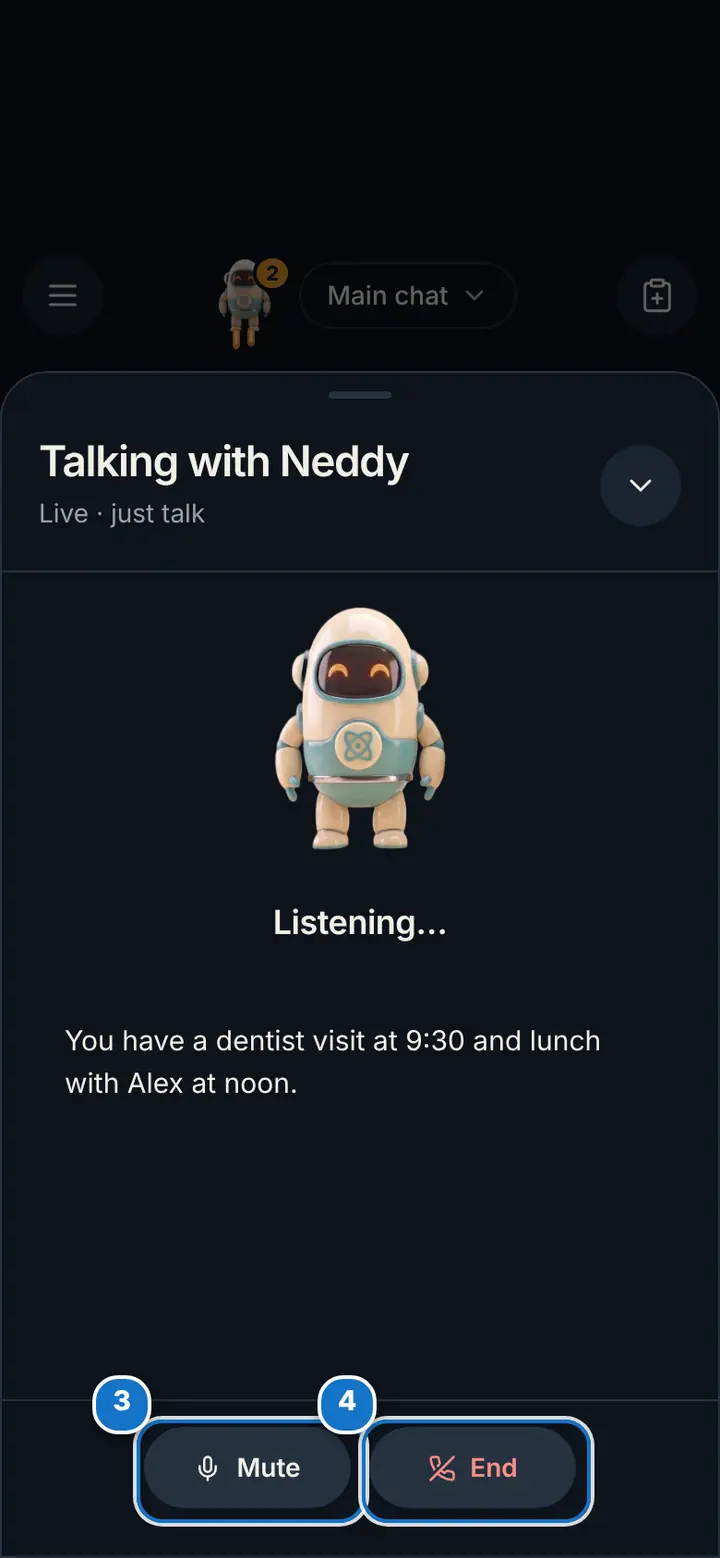 2
Main chat
Talking with Neddy
Live · just talk
Listening...
You have a dentist visit at 9:30 and lunch
with Alex at noon.
3
4
Mute
End